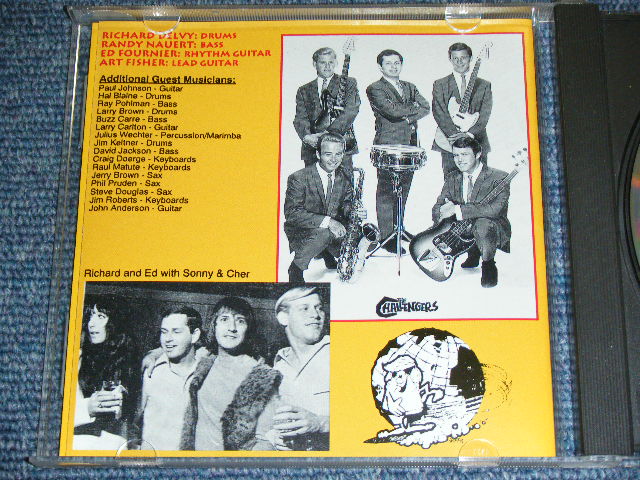 RICHARD DELVY: DRUMS
RANDY NAUERT: BASS
ED FOURNIER: RHYTHM GUITAR
ART FISHER: LEAD GUITAR
Additional Guest Musicians:
Paul Johnson - Guitar
Hal Blaine - Drums
Ray Pohlman - Bass
Larry Brown - Drums
Buzz Carre - Bass
Larry Carlton - Guitar
Julius Wechter - Percussion/Marimba
Jim Keltner - Drums
David Jackson - Bass
Craig Doerge - Keyboards
Raul Matute - Keyboards
Jerry Brown - Sax
Phil Pruden - Sax
Steve Douglas - Sax
Jim Roberts - Keyboards
John Anderson - Guitar
THE
CHALLENGERS
Richard and Ed with Sonny & Cher